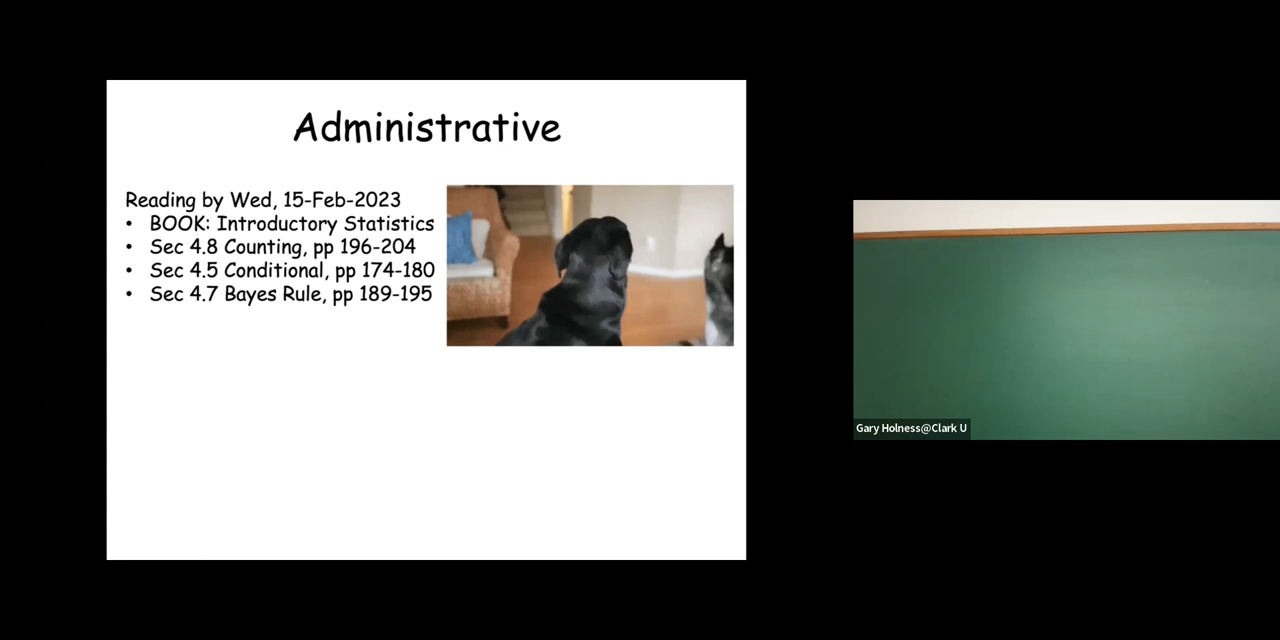 Administrative
Reading by Wed, 15-Feb-2023
• BOOK: Introductory Statistics
• Sec 4.8 Counting, pp 196-204
• Sec 4.5 Conditional, pp 174-180
• Sec 4.7 Bayes Rule, pp 189-195
Gary Holness@Clark U